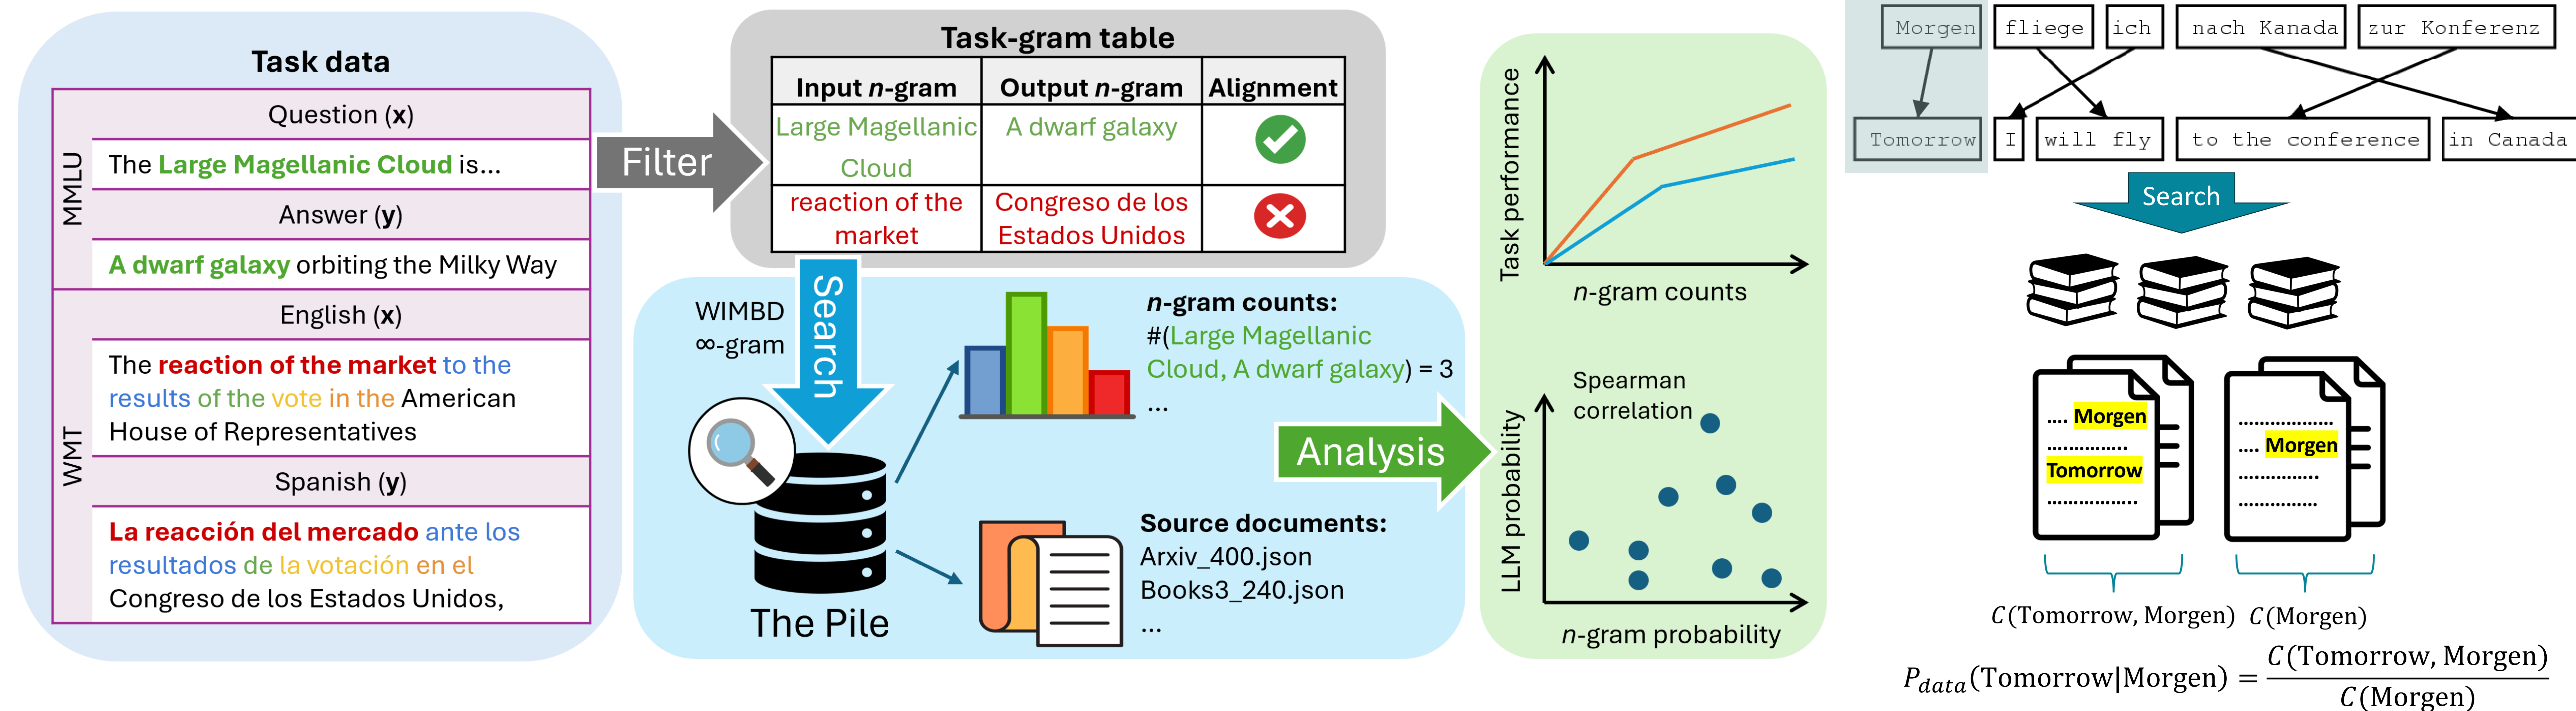 Task data
MMLU
Question (x)
The Large Magellanic Cloud is...
Answer (y)
A dwarf galaxy orbiting the Milky Way
WMT
English (x)
The reaction of the market to the
results of the vote in the American
House of Representatives
Spanish (y)
La reacción del mercado ante los
resultados de la votación en el
Congreso de los Estados Unidos,
Filter
Task-gram table
Input n-gram Output n-gram Alignment
Large Magellanic
Cloud
A dwarf galaxy
reaction of the
market
Congreso de los
Estados Unidos
Search
WIMBD
∞-gram
The Pile
n-gram counts:
#(Large Magellanic
Cloud, A dwarf galaxy) = 3
...
Source documents:
Arxiv_400.json
Books3_240.json
...
Analysis
Task performance
n-gram counts
Spearman
correlation
LLM probability
n-gram probability
Morgen fliege ich nach Kanada zur Konferenz
Tomorrow I will fly to the conference in Canada
Search
.... Morgen
...............
Tomorrow
.................
.................
.... Morgen
...............
...............
C(Tomorrow, Morgen) C(Morgen)
P_data(Tomorrow|Morgen) = C(Tomorrow, Morgen) / C(Morgen)